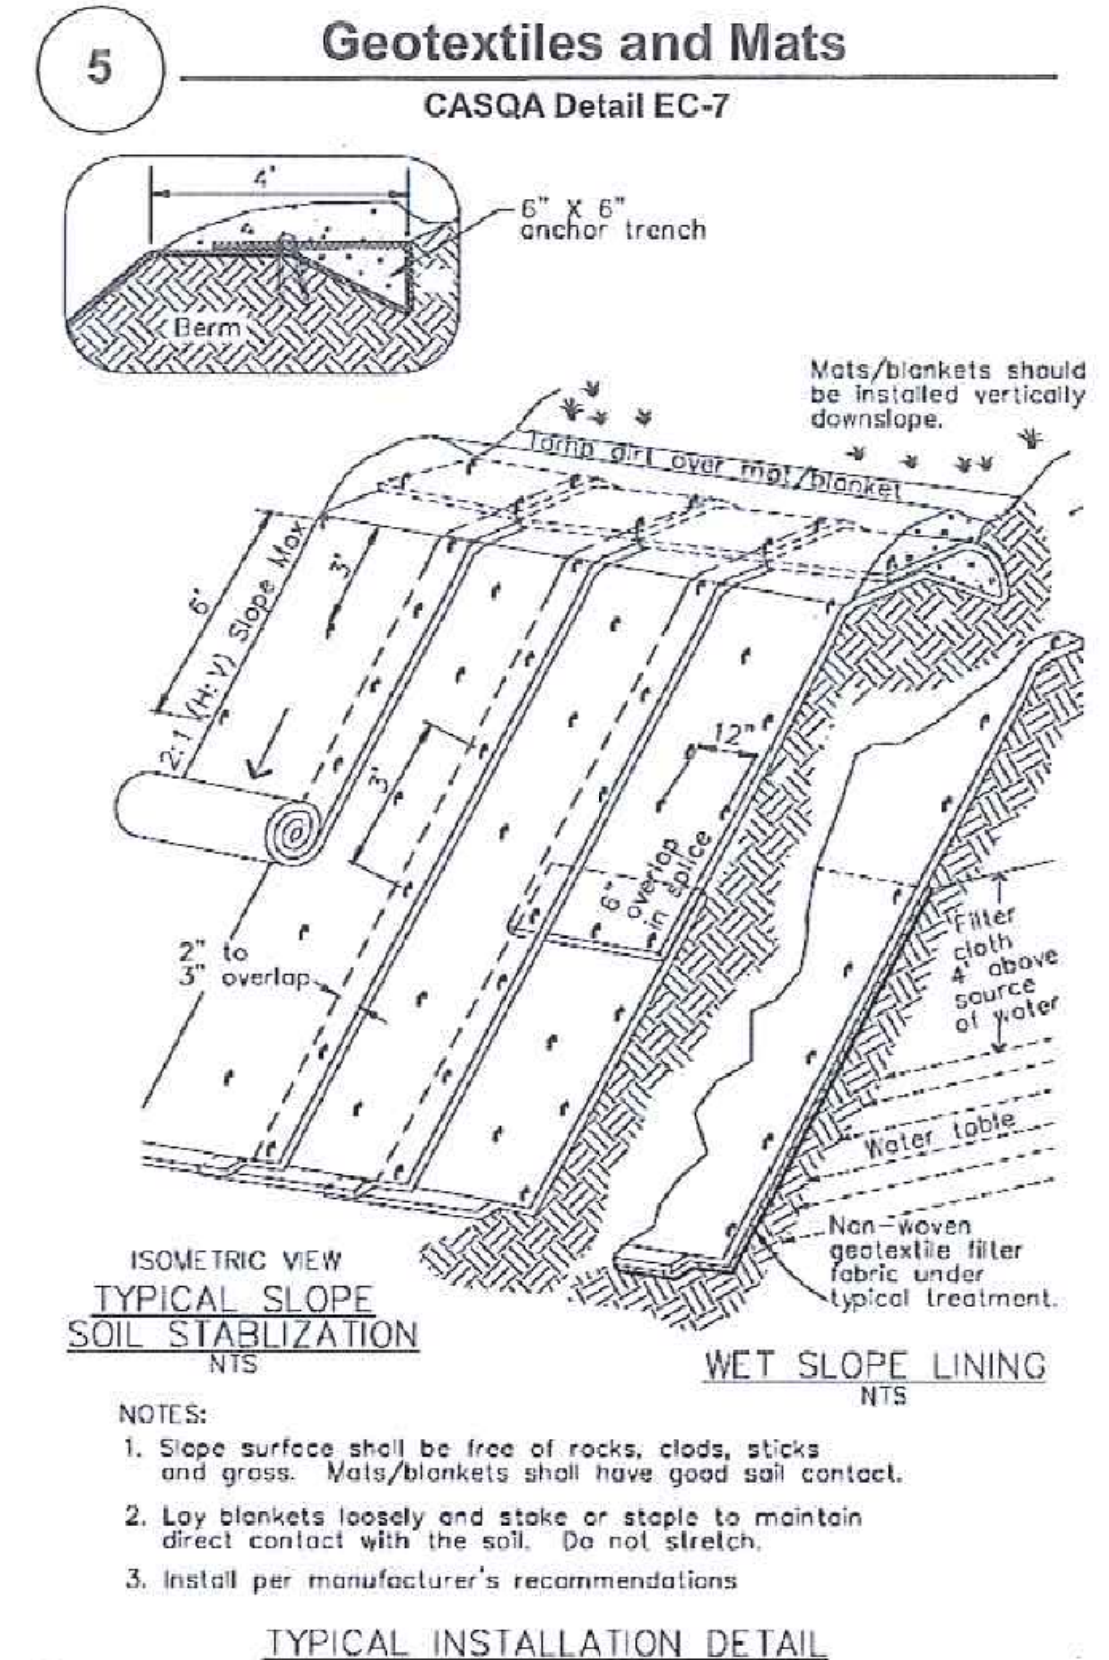 5
Geotextiles and Mats
CASQA Detail EC-7
4'
6" X 6"
anchor trench
Berm
Mats/blankets should
be installed vertically
downslope.
Tamp dirt over mat/blanket
6'
2:1 (H:V) Slope Max
3'
3'
12"
6"
overlap
in splice
2" to
3" overlap
Filter
cloth
4' above
source
of water
Water table
Non-woven
geotextile filter
fabric under
typical treatment.
ISOMETRIC VIEW
TYPICAL SLOPE
SOIL STABLIZATION
NTS
WET SLOPE LINING
NTS
NOTES:
1. Slope surface shall be free of rocks, clods, sticks
and grass. Mats/blankets shall have good soil contact.
2. Lay blankets loosely and stake or staple to maintain
direct contact with the soil. Do not stretch.
3. Install per manufacturer's recommendations
TYPICAL INSTALLATION DETAIL